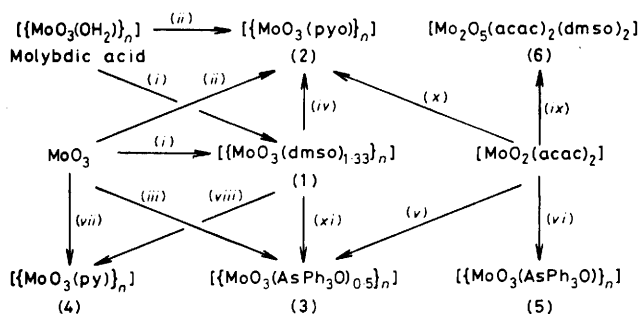 [{MoO₃(OH₂)}ₙ] (ii) [{MoO₃(pyo)}ₙ] [Mo₂O₅(acac)₂(dmso)₂]
Molybdic acid (2) (6)
(i) (ii) (iv) (x) (ix)
MoO₃ (i) [{MoO₃(dmso)₁.₃₃}ₙ] [MoO₂(acac)₂]
(1)
(vii) (iii) (viii) (xi) (v) (vi)
[{MoO₃(py)}ₙ] [{MoO₃(AsPh₃O)₀.₅}ₙ] [{MoO₃(AsPh₃O)}ₙ]
(4) (3) (5)